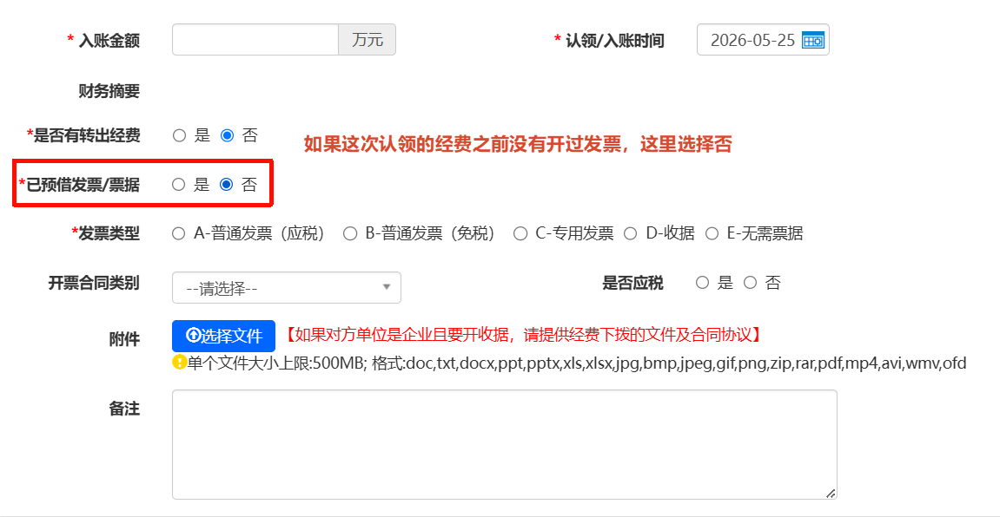 * 入账金额 万元 * 认领/入账时间 2026-05-25
财务摘要
*是否有转出经费 是 否
如果这次认领的经费之前没有开过发票，这里选择否
*已预借发票/票据 是 否
*发票类型 A-普通发票（应税） B-普通发票（免税） C-专用发票 D-收据 E-无需票据
开票合同类别 --请选择-- 是否应税 是 否
附件 选择文件 【如果对方单位是企业且要开收据，请提供经费下拨的文件及合同协议】
单个文件大小上限:500MB; 格式:doc,txt,docx,ppt,pptx,xls,xlsx,jpg,bmp,jpeg,gif,png,zip,rar,pdf,mp4,avi,wmv,ofd
备注